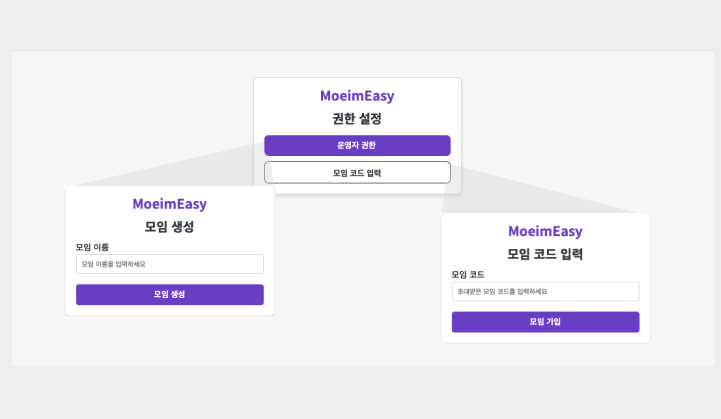 MoeimEasy
권한 설정
운영자 권한
모임 코드 입력
MoeimEasy
모임 생성
모임 이름
모임 이름을 입력하세요
모임 생성
MoeimEasy
모임 코드 입력
모임 코드
초대받은 모임 코드를 입력하세요
모임 가입